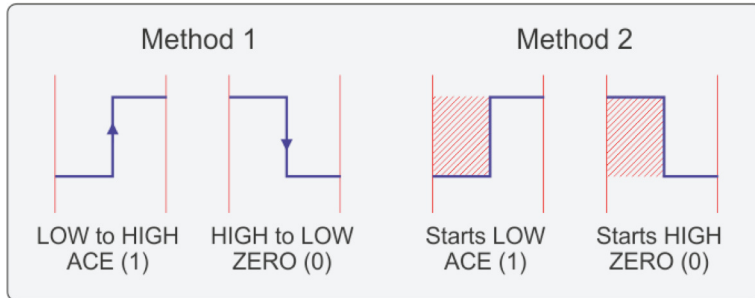 Method 1
Method 2
LOW to HIGH
ACE (1)
HIGH to LOW
ZERO (0)
Starts LOW
ACE (1)
Starts HIGH
ZERO (0)